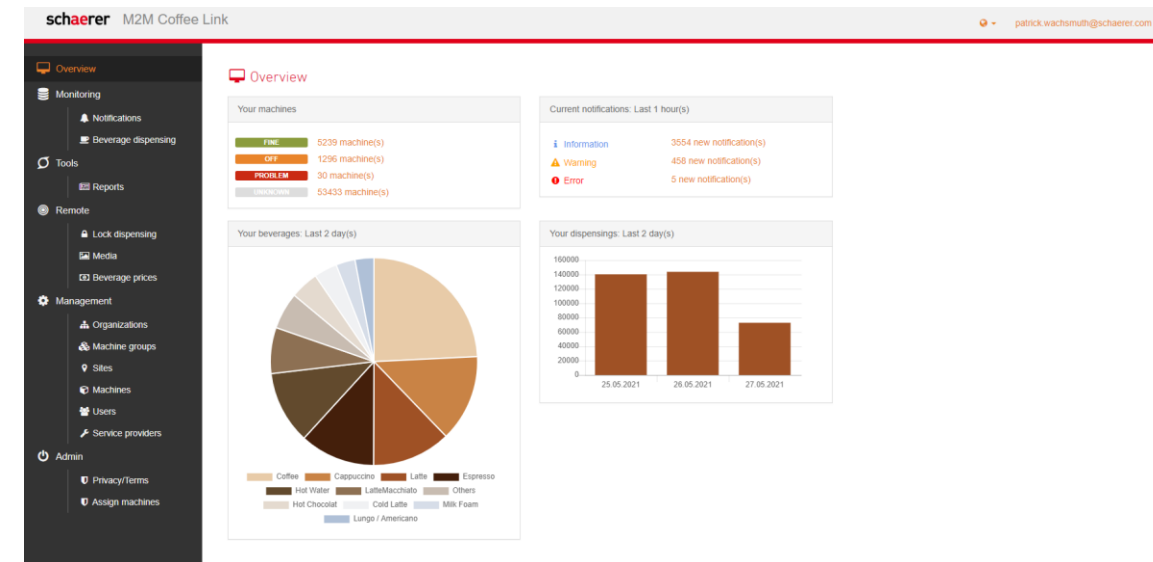 schaerer M2M Coffee Link
patrick.wachsmuth@schaerer.com
Overview
Monitoring
Notifications
Beverage dispensing
Tools
Reports
Remote
Lock dispensing
Media
Beverage prices
Management
Organizations
Machine groups
Sites
Machines
Users
Service providers
Admin
Privacy/Terms
Assign machines
Overview
Your machines
FINE 5239 machine(s)
OFF 1296 machine(s)
PROBLEM 30 machine(s)
UNKNOWN 53433 machine(s)
Current notifications: Last 1 hour(s)
Information 3554 new notification(s)
Warning 458 new notification(s)
Error 5 new notification(s)
Your beverages: Last 2 day(s)
Coffee Cappuccino Latte Espresso
Hot Water LatteMacchiato Others
Hot Chocolat Cold Latte Milk Foam
Lungo / Americano
Your dispensings: Last 2 day(s)
160000
140000
120000
100000
80000
60000
40000
20000
0
25.05.2021 26.05.2021 27.05.2021